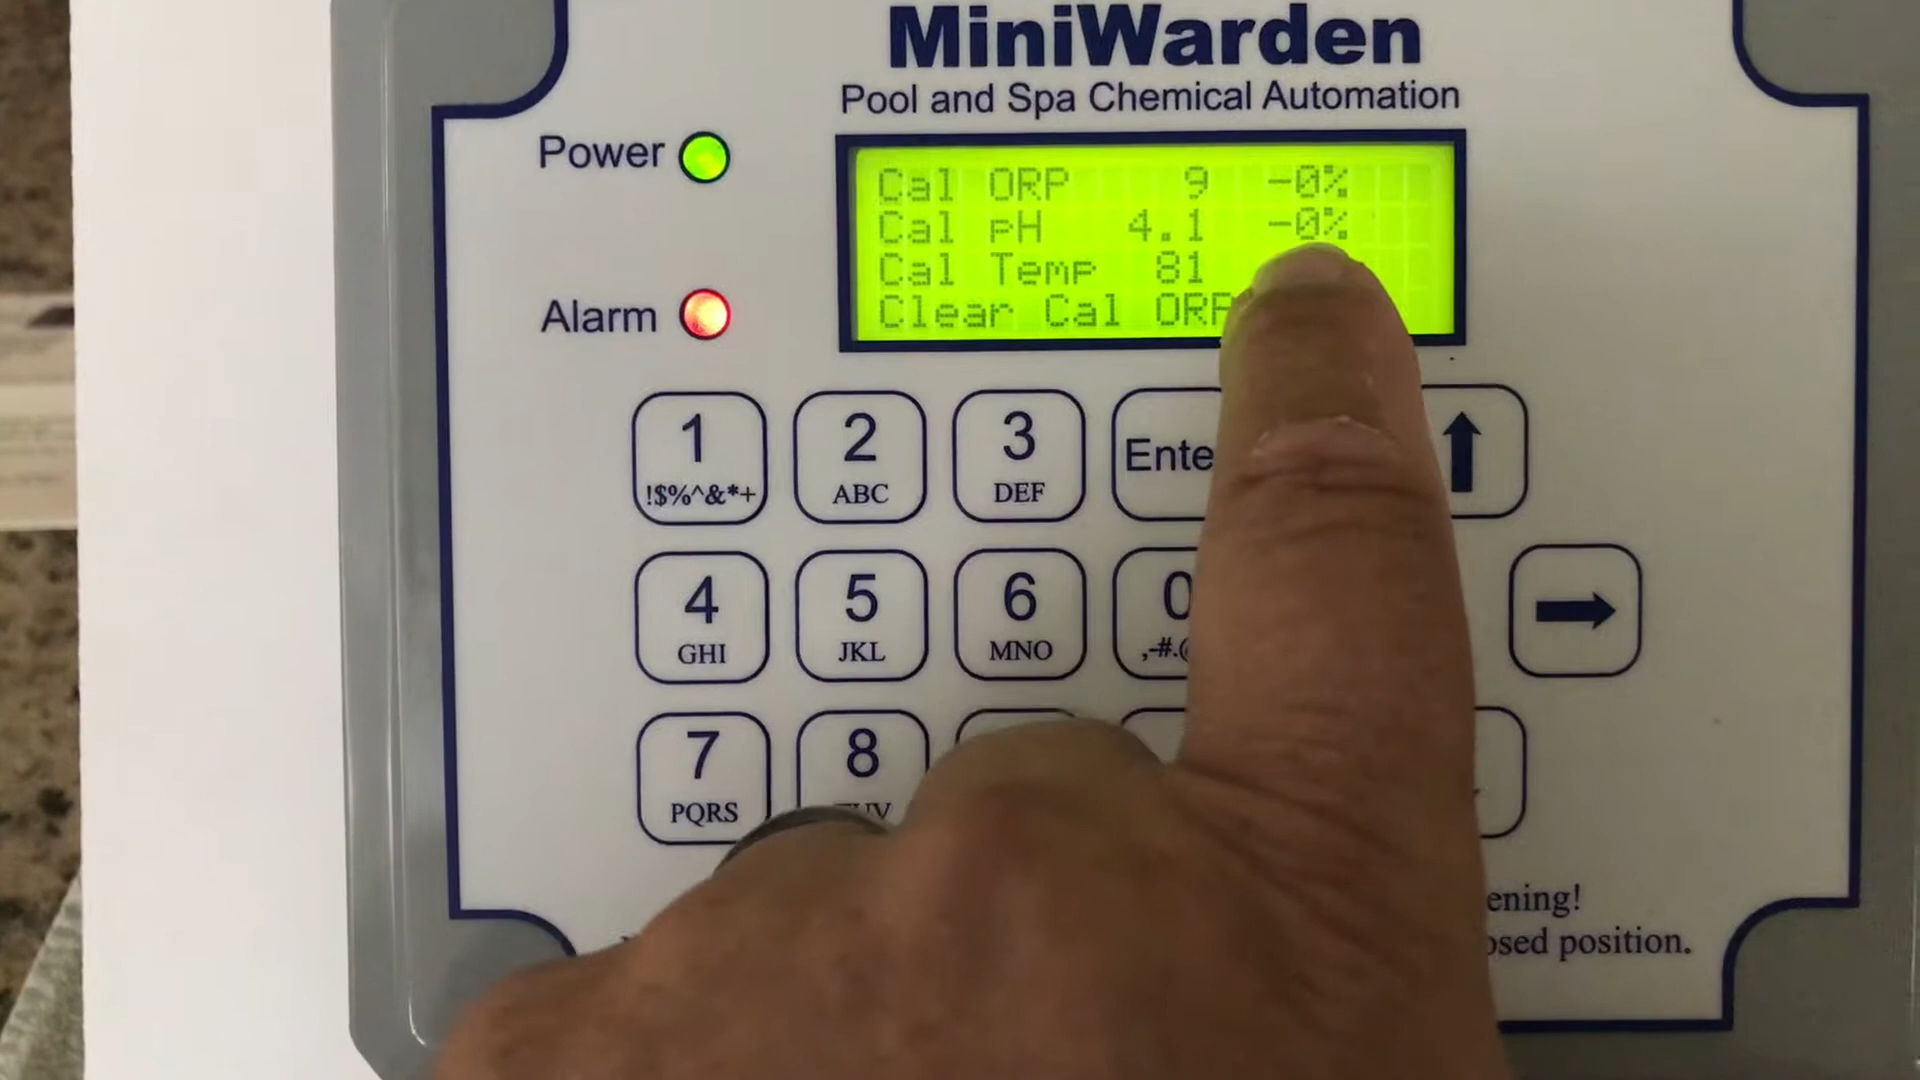 MiniWarden
Pool and Spa Chemical Automation
Power
Cal ORP 9 -0%
Cal pH 4.1 -0%
Cal Temp 81
Clear Cal ORP
Alarm
1 2 3
!$%^&*+ ABC DEF
4 5 6 0
GHI JKL MNO
7 8
PQRS TUV
position.